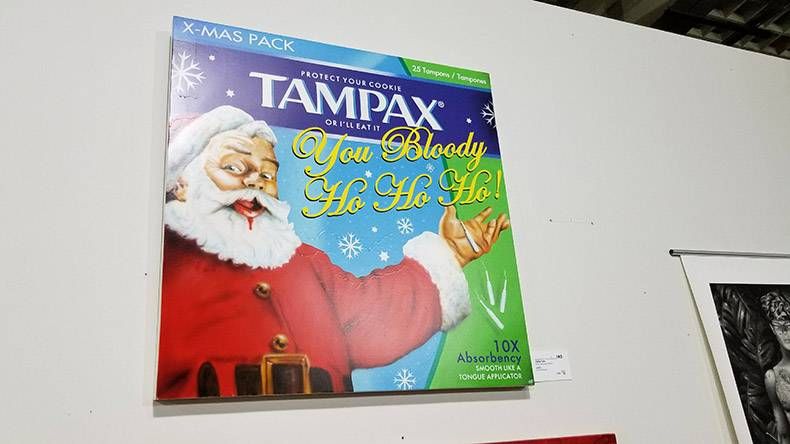 X-MAS PACK
25 Tampons / Tampones
PROTECT YOUR COOKIE
TAMPAX®
OR I'LL EAT IT
You Bloody
Ho Ho Ho!
10X
Absorbency
SMOOTH LIKE A
TONGUE APPLICATOR